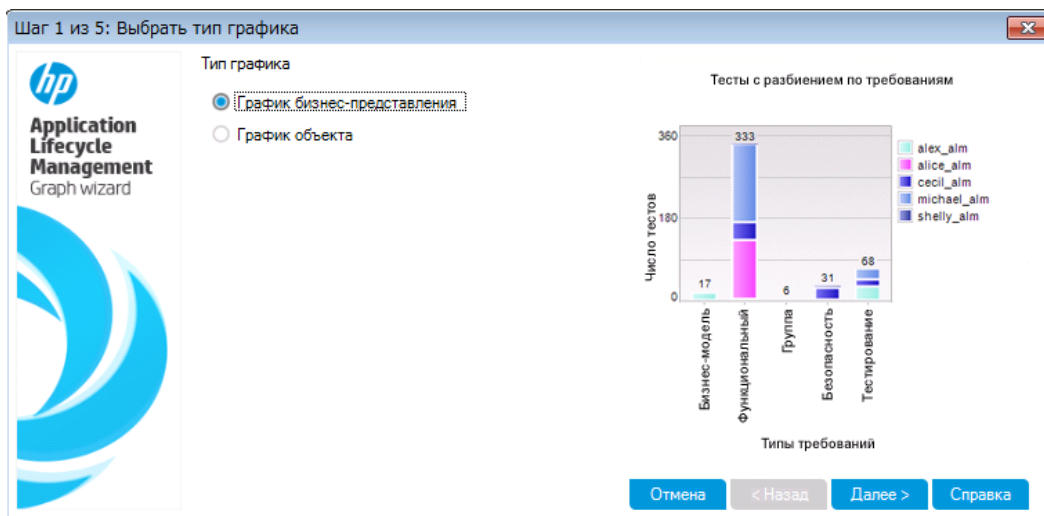 Шаг 1 из 5: Выбрать тип графика
hp
Application
Lifecycle
Management
Graph wizard
Тип графика
График бизнес-представления
График объекта
Тесты с разбиением по требованиям
Число тестов
360
180
0
17
333
6
31
68
Бизнес-модель
Функциональный
Группа
Безопасность
Тестирование
Типы требований
alex_alm
alice_alm
cecil_alm
michael_alm
shelly_alm
Отмена
< Назад
Далее >
Справка